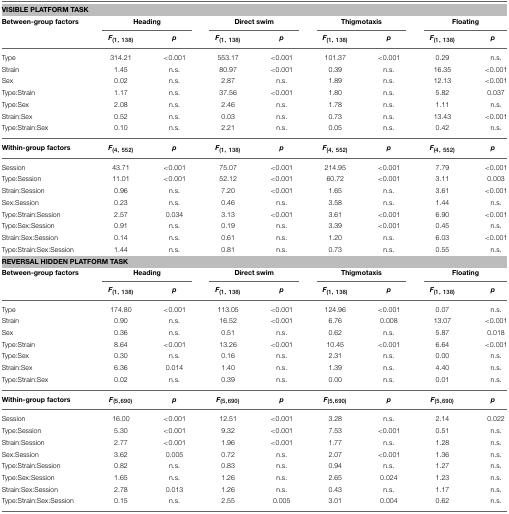 VISIBLE PLATFORM TASK
Between-group factors Heading Direct swim Thigmotaxis Floating
F(1, 138) p F(1, 138) p F(1, 138) p F(1, 138) p
Type 314.21 <0.001 553.17 <0.001 101.37 <0.001 0.29 n.s.
Strain 1.45 n.s. 80.97 <0.001 0.39 n.s. 16.35 <0.001
Sex 0.02 n.s. 2.87 n.s. 1.89 n.s. 12.13 <0.001
Type:Strain 1.17 n.s. 37.56 <0.001 1.80 n.s. 5.82 0.037
Type:Sex 2.08 n.s. 2.46 n.s. 1.78 n.s. 1.11 n.s.
Strain:Sex 0.52 n.s. 0.03 n.s. 0.73 n.s. 13.43 <0.001
Type:Strain:Sex 0.10 n.s. 2.21 n.s. 0.05 n.s. 0.42 n.s.
Within-group factors F(4, 552) p F(1, 138) p F(4, 552) p F(4, 552) p
Session 43.71 <0.001 75.07 <0.001 214.95 <0.001 7.79 <0.001
Type:Session 11.01 <0.001 52.12 <0.001 60.72 <0.001 3.11 0.003
Strain:Session 0.96 n.s. 7.20 <0.001 1.65 n.s. 3.61 <0.001
Sex:Session 0.23 n.s. 0.46 n.s. 3.58 n.s. 1.44 n.s.
Type:Strain:Session 2.57 0.034 3.13 <0.001 3.61 <0.001 6.90 <0.001
Type:Sex:Session 0.91 n.s. 0.19 n.s. 3.39 <0.001 0.45 n.s.
Strain:Sex:Session 0.14 n.s. 0.61 n.s. 1.20 n.s. 6.03 <0.001
Type:Strain:Sex:Session 1.44 n.s. 0.81 n.s. 0.73 n.s. 0.55 n.s.
REVERSAL HIDDEN PLATFORM TASK
Between-group factors Heading Direct swim Thigmotaxis Floating
F(1, 138) p F(1, 138) p F(1, 138) p F(1, 138) p
Type 174.80 <0.001 113.05 <0.001 124.96 <0.001 0.07 n.s.
Strain 0.90 n.s. 16.52 <0.001 6.76 0.008 13.07 <0.001
Sex 0.36 n.s. 0.51 n.s. 0.62 n.s. 5.87 0.018
Type:Strain 8.64 <0.001 13.26 <0.001 10.45 <0.001 6.64 <0.001
Type:Sex 0.30 n.s. 0.16 n.s. 2.31 n.s. 0.00 n.s.
Strain:Sex 6.36 0.014 1.40 n.s. 1.39 n.s. 4.40 n.s.
Type:Strain:Sex 0.02 n.s. 0.39 n.s. 0.00 n.s. 0.01 n.s.
Within-group factors F(5,690) p F(5,690) p F(5,690) p F(5,690) p
Session 16.00 <0.001 12.51 <0.001 3.28 n.s. 2.14 0.022
Type:Session 5.30 <0.001 9.32 <0.001 7.53 <0.001 0.51 n.s.
Strain:Session 2.77 <0.001 1.96 <0.001 1.77 n.s. 1.28 n.s.
Sex:Session 3.62 0.005 0.72 n.s. 2.07 <0.001 1.36 n.s.
Type:Strain:Session 0.82 n.s. 0.83 n.s. 0.94 n.s. 1.27 n.s.
Type:Sex:Session 1.65 n.s. 1.26 n.s. 2.65 0.024 1.23 n.s.
Strain:Sex:Session 2.78 0.013 1.26 n.s. 0.43 n.s. 1.17 n.s.
Type:Strain:Sex:Session 0.15 n.s. 2.55 0.005 3.01 0.004 0.62 n.s.